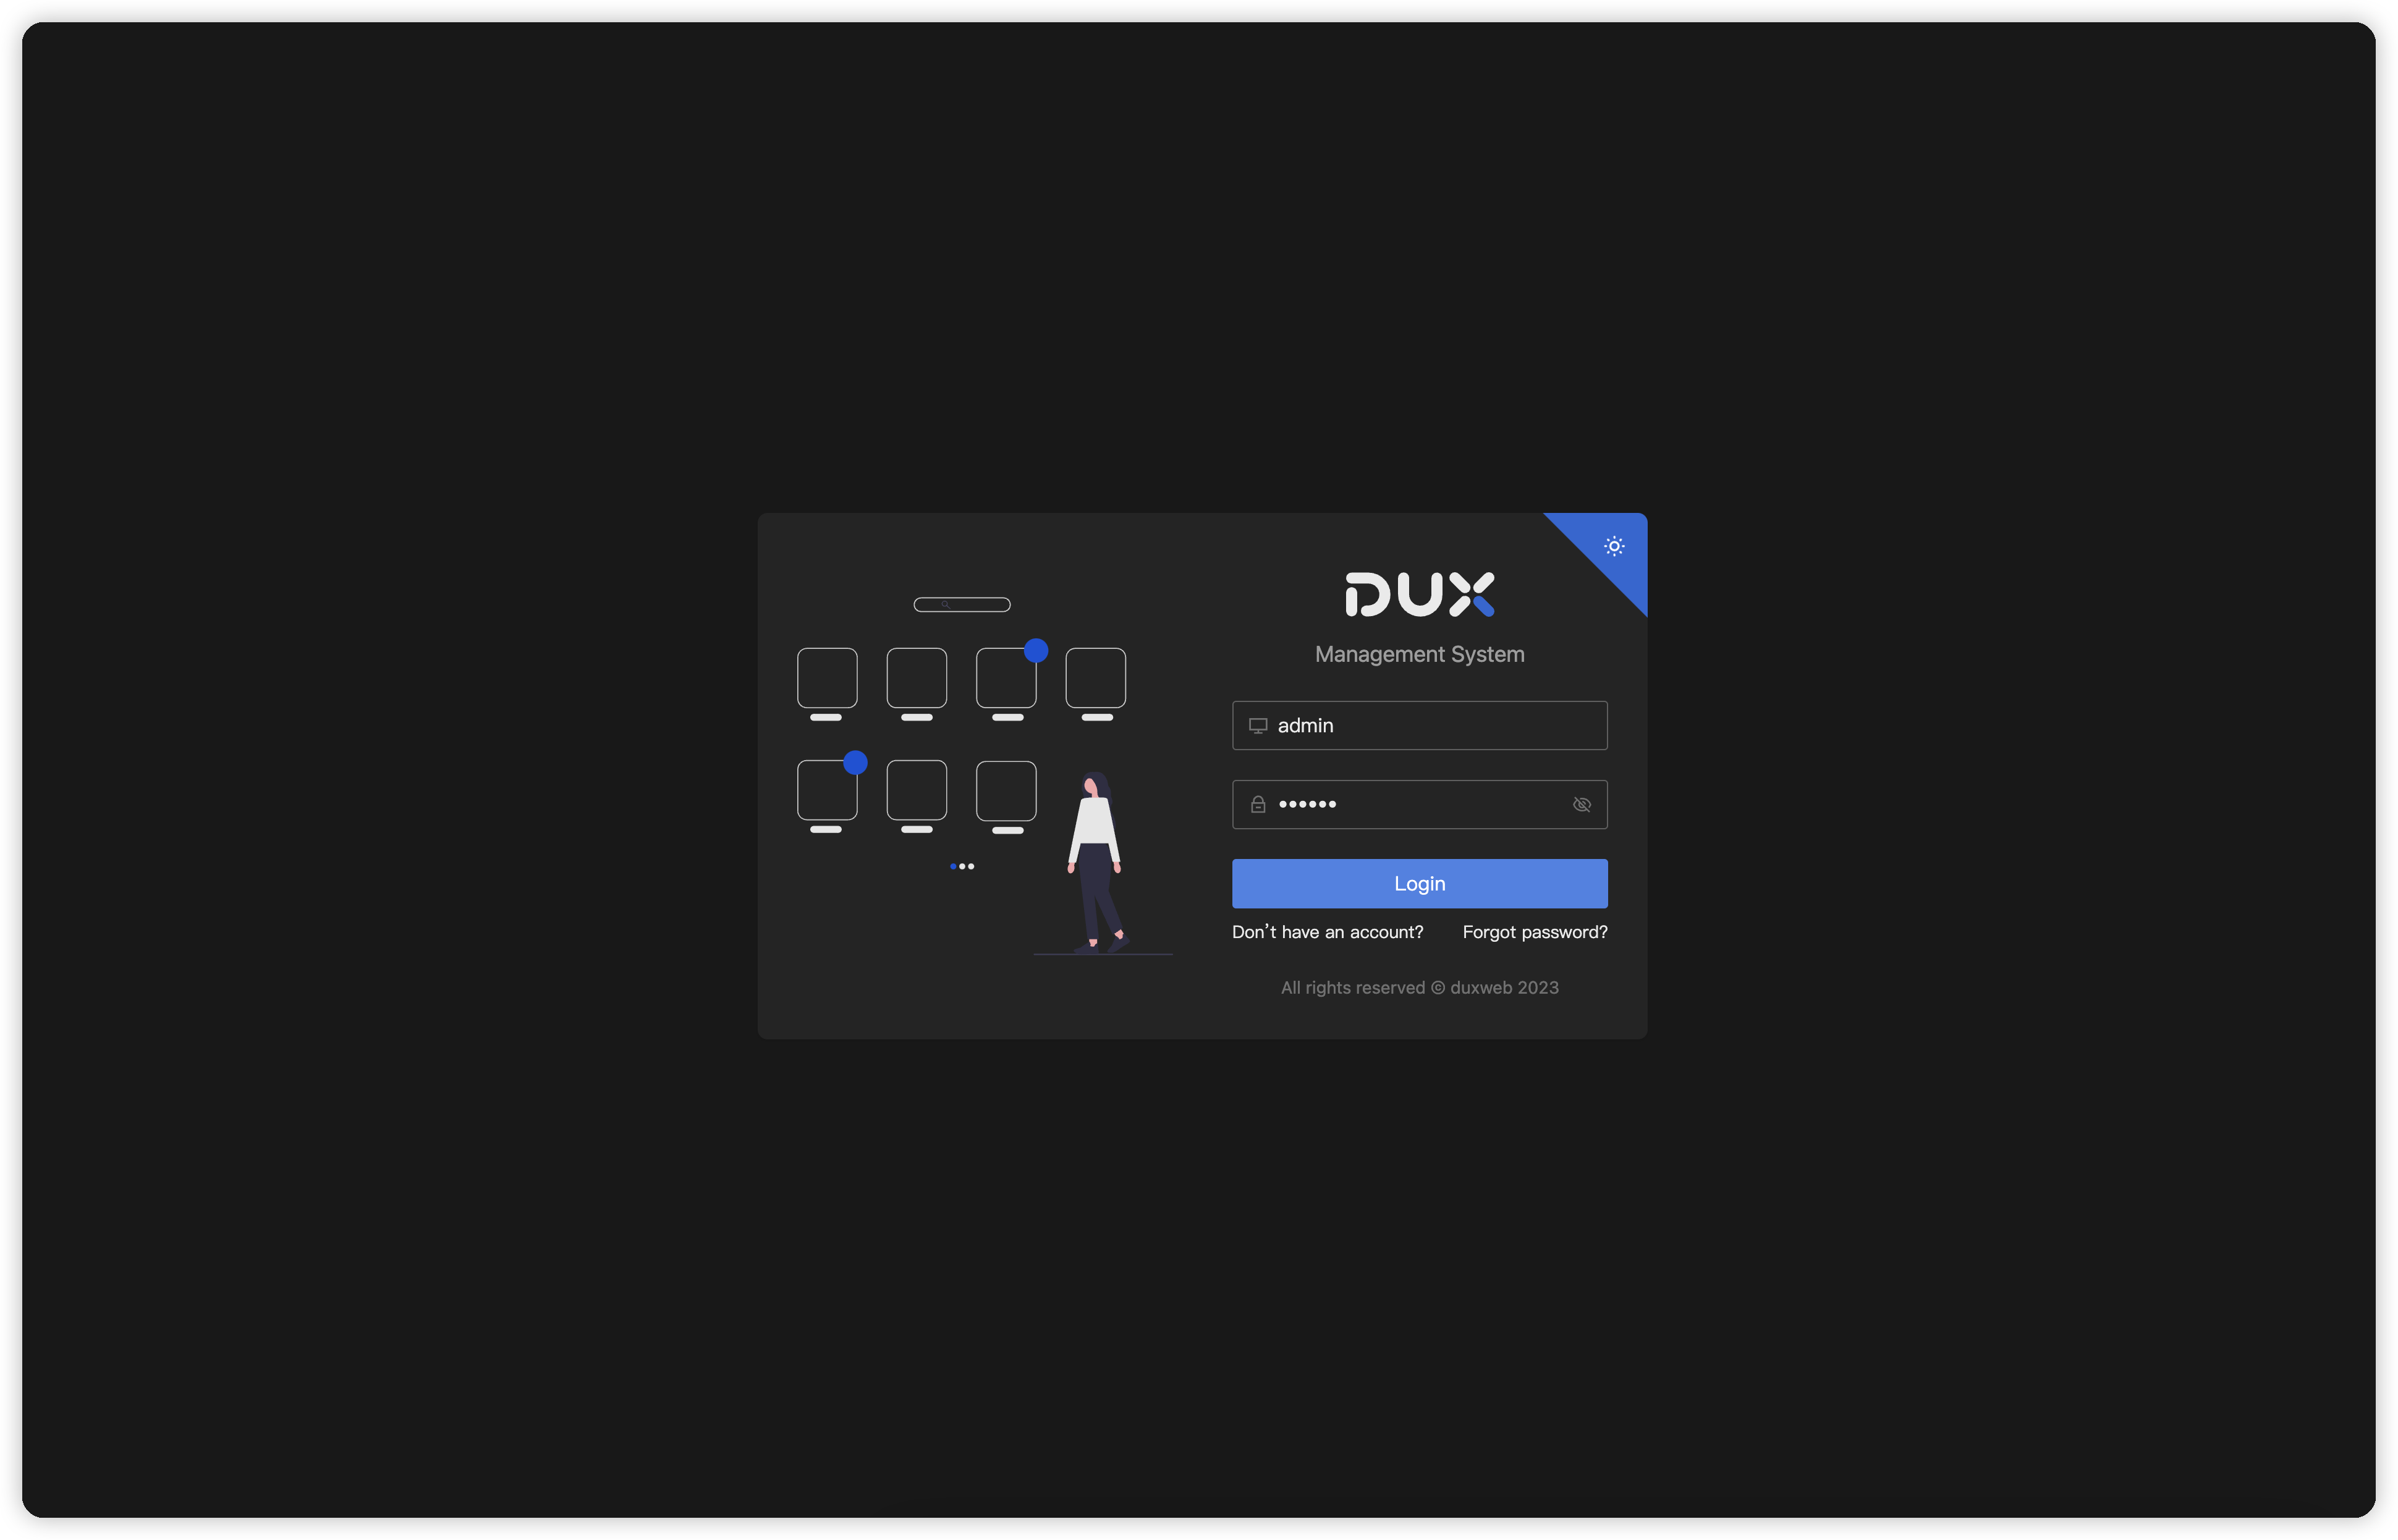 DUX
Management System
admin
••••••
Login
Don't have an account? Forgot password?
All rights reserved © duxweb 2023